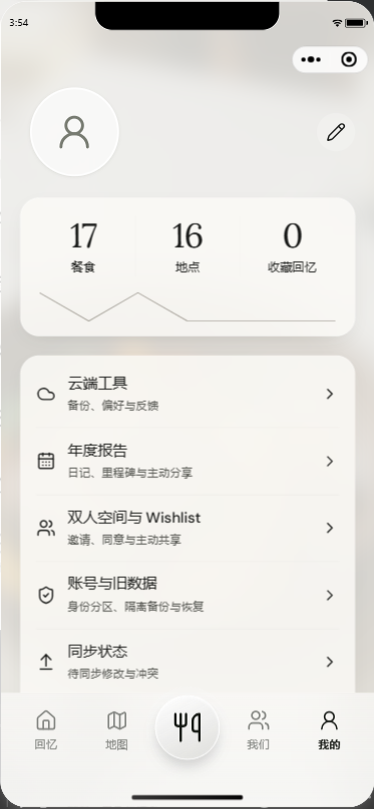 3:54
17
16
0
餐食
地点
收藏回忆
云端工具
备份、偏好与反馈
年度报告
日记、里程碑与主动分享
双人空间与 Wishlist
邀请、同意与主动共享
账号与旧数据
身份分区、隔离备份与恢复
同步状态
待同步修改与冲突
回忆
地图
我们
我的